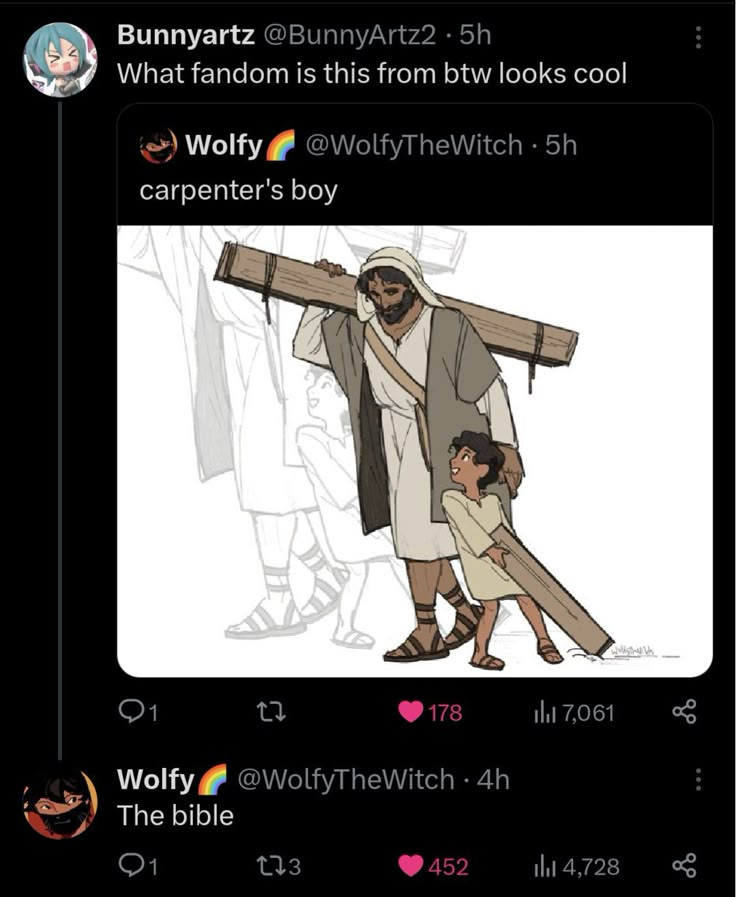 Bunnyartz @BunnyArtz2 · 5h
What fandom is this from btw looks cool
Wolfy🌈 @WolfyTheWitch · 5h
carpenter's boy
WolfyTheWitch
1 178 7,061
Wolfy🌈 @WolfyTheWitch · 4h
The bible
1 3 452 4,728